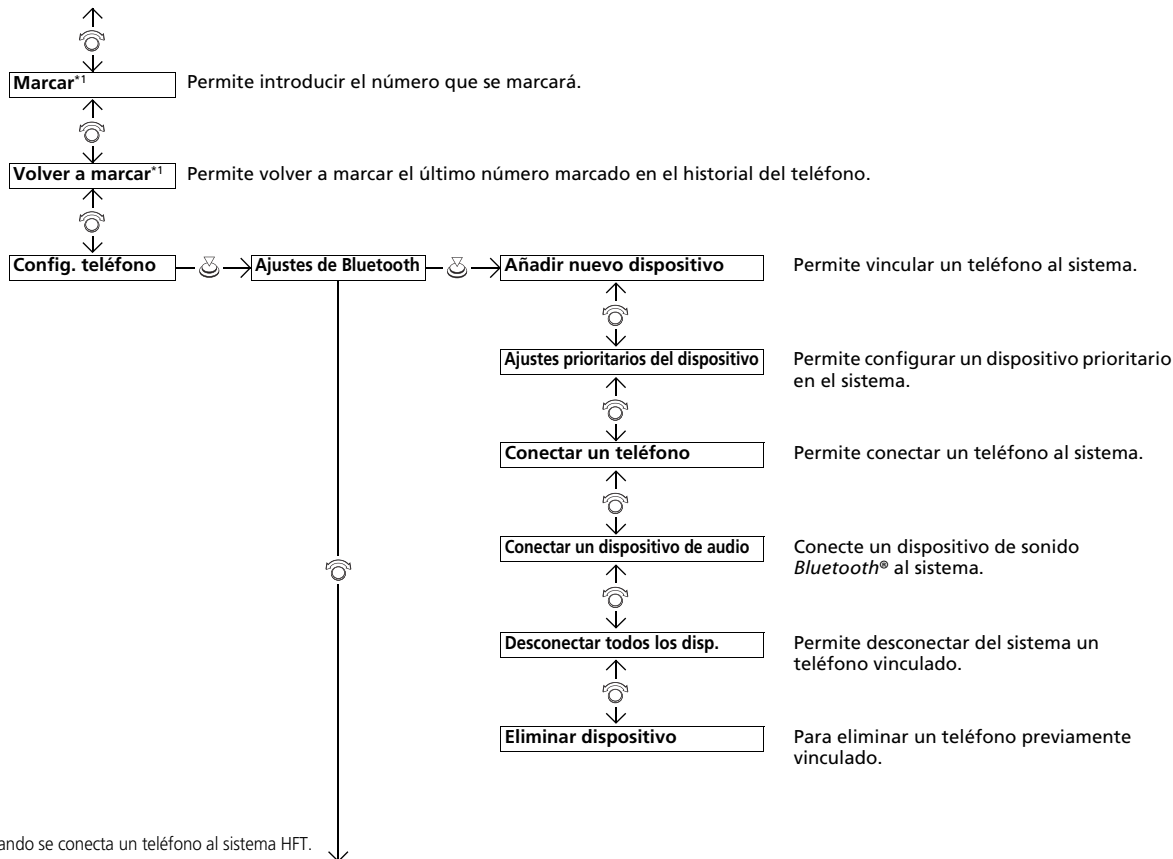 Marcar*1 Permite introducir el número que se marcará.
Volver a marcar*1 Permite volver a marcar el último número marcado en el historial del teléfono.
Config. teléfono Ajustes de Bluetooth Añadir nuevo dispositivo Permite vincular un teléfono al sistema.
Ajustes prioritarios del dispositivo Permite configurar un dispositivo prioritario
en el sistema.
Conectar un teléfono Permite conectar un teléfono al sistema.
Conectar un dispositivo de audio Conecte un dispositivo de sonido
Bluetooth® al sistema.
Desconectar todos los disp. Permite desconectar del sistema un
teléfono vinculado.
Eliminar dispositivo Para eliminar un teléfono previamente
vinculado.
se conecta un teléfono al sistema HFT.